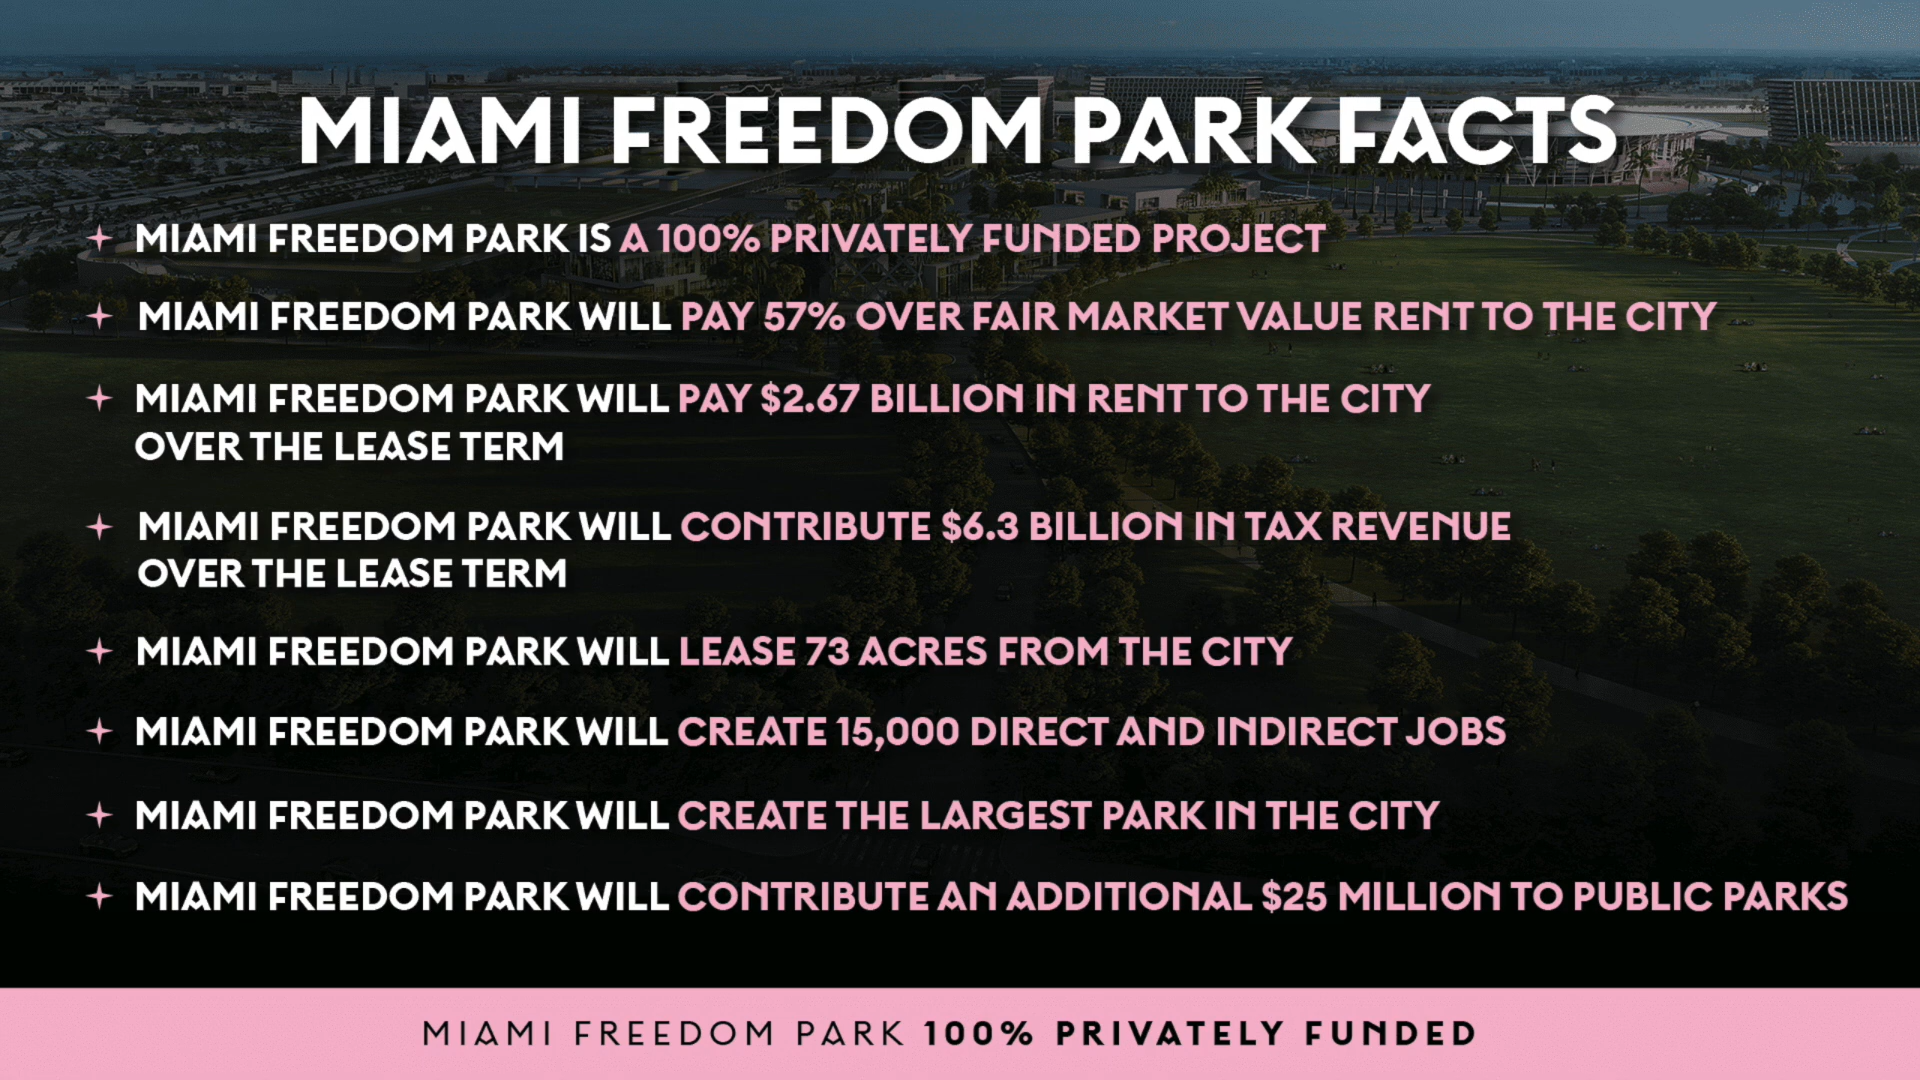 MIAMI FREEDOM PARK FACTS
MIAMI FREEDOM PARK IS A 100% PRIVATELY FUNDED PROJECT
MIAMI FREEDOM PARK WILL PAY 57% OVER FAIR MARKET VALUE RENT TO THE CITY
MIAMI FREEDOM PARK WILL PAY $2.67 BILLION IN RENT TO THE CITY
OVER THE LEASE TERM
MIAMI FREEDOM PARK WILL CONTRIBUTE $6.3 BILLION IN TAX REVENUE
OVER THE LEASE TERM
MIAMI FREEDOM PARK WILL LEASE 73 ACRES FROM THE CITY
MIAMI FREEDOM PARK WILL CREATE 15,000 DIRECT AND INDIRECT JOBS
MIAMI FREEDOM PARK WILL CREATE THE LARGEST PARK IN THE CITY
MIAMI FREEDOM PARK WILL CONTRIBUTE AN ADDITIONAL $25 MILLION TO PUBLIC PARKS
MIAMI FREEDOM PARK 100% PRIVATELY FUNDED